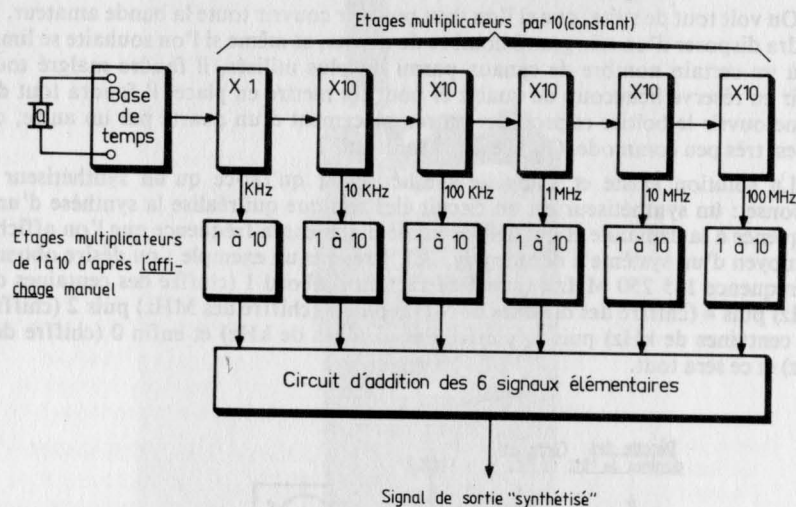 Etages multiplicateurs par 10 (constant)
Base
de
temps
X 1
X10
X10
X10
X10
X10
KHz
10 KHz
100 KHz
1 MHz
10 MHz
100 MHz
1 à 10
1 à 10
1 à 10
1 à 10
1 à 10
1 à 10
Etages multiplicateurs
de 1 à 10 d'après l'affi-
chage manuel
Circuit d'addition des 6 signaux élémentaires
Signal de sortie "synthétisé"